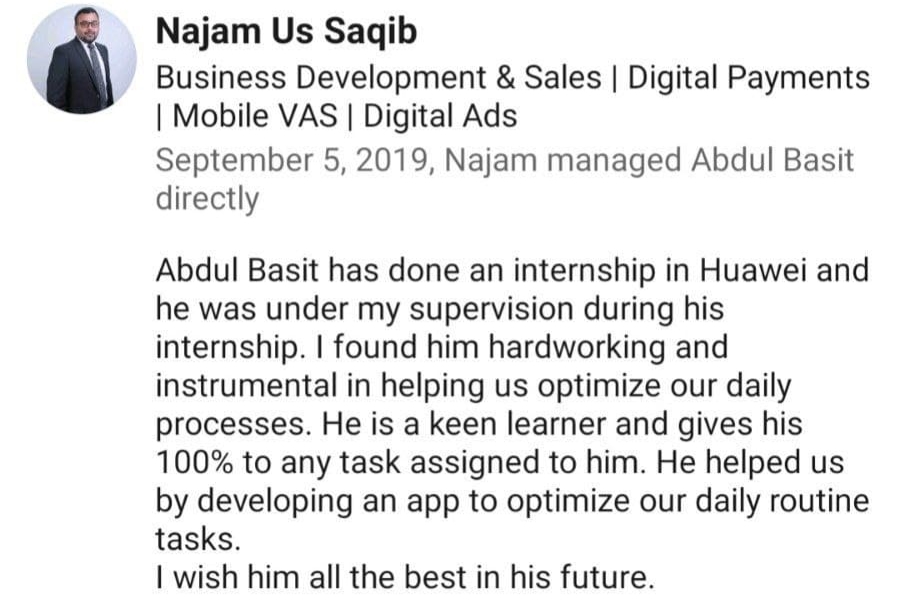 Najam Us Saqib
Business Development & Sales | Digital Payments
| Mobile VAS | Digital Ads
September 5, 2019, Najam managed Abdul Basit
directly
Abdul Basit has done an internship in Huawei and
he was under my supervision during his
internship. I found him hardworking and
instrumental in helping us optimize our daily
processes. He is a keen learner and gives his
100% to any task assigned to him. He helped us
by developing an app to optimize our daily routine
tasks.
I wish him all the best in his future.